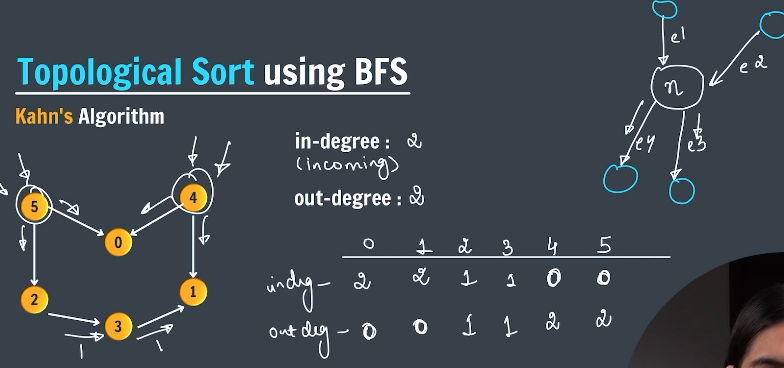 Topological Sort using BFS
Kahn's Algorithm
in-degree : 2
(incoming)
out-degree : 2
e1
e2
n
e4
e3
5
4
0
2
1
3
1
1
0 1 2 3 4 5
indeg - 2 2 1 1 0 0
outdeg - 0 0 1 1 2 2